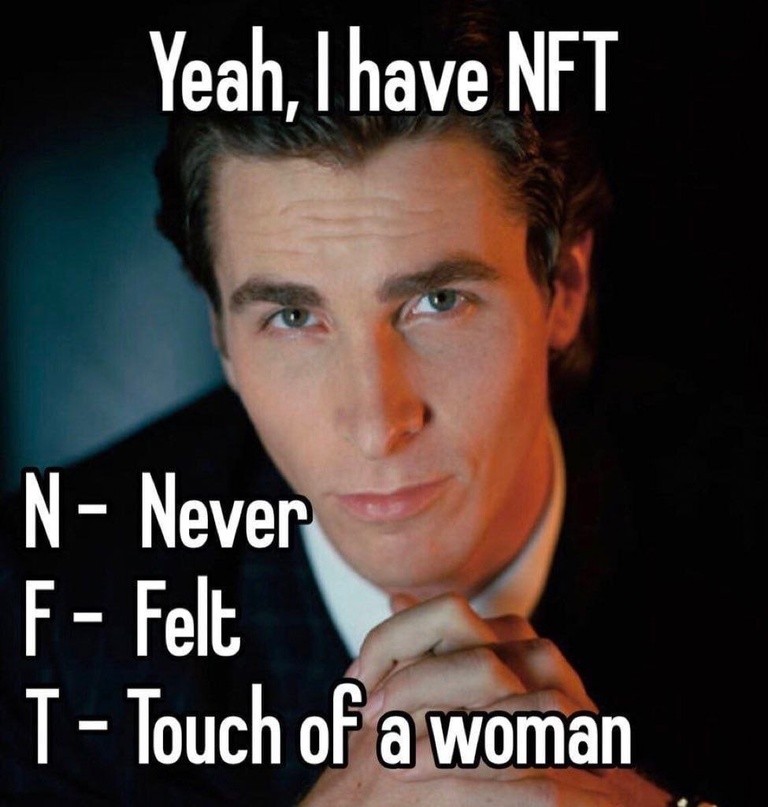 Yeah, I have NFT
N - Never
F - Felt
T - Touch of a woman